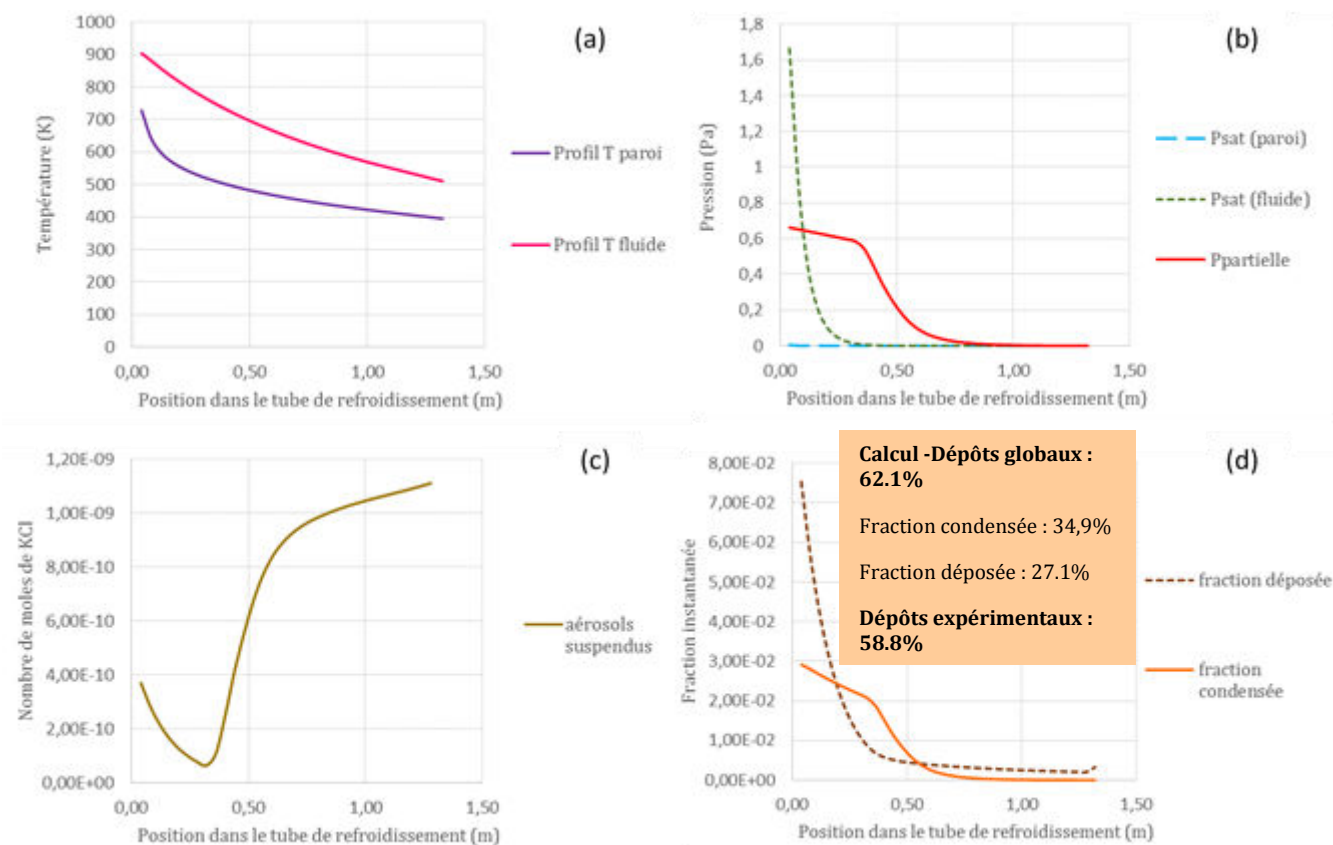 (a)
1000
900
800
700
600
500
400
300
200
100
0
Température (K)
0,00 0,50 1,00 1,50
Position dans le tube de refroidissement (m)
Profil T paroi
Profil T fluide
(b)
1,8
1,6
1,4
1,2
1
0,8
0,6
0,4
0,2
0
Pression (Pa)
0,00 0,50 1,00 1,50
Position dans le tube de refroidissement (m)
Psat (paroi)
Psat (fluide)
Ppartielle
(c)
1,20E-09
1,00E-09
8,00E-10
6,00E-10
4,00E-10
2,00E-10
0,00E+00
Nombre de moles de KCl
0,00 0,50 1,00 1,50
Position dans le tube de refroidissement (m)
aérosols
suspendus
(d)
8,00E-02
7,00E-02
6,00E-02
5,00E-02
4,00E-02
3,00E-02
2,00E-02
1,00E-02
0,00E+00
Fraction instantanée
0,00 0,50 1,00 1,50
Position dans le tube de refroidissement (m)
Calcul -Dépôts globaux :
62.1%
Fraction condensée : 34,9%
Fraction déposée : 27.1%
Dépôts expérimentaux :
58.8%
fraction déposée
fraction
condensée